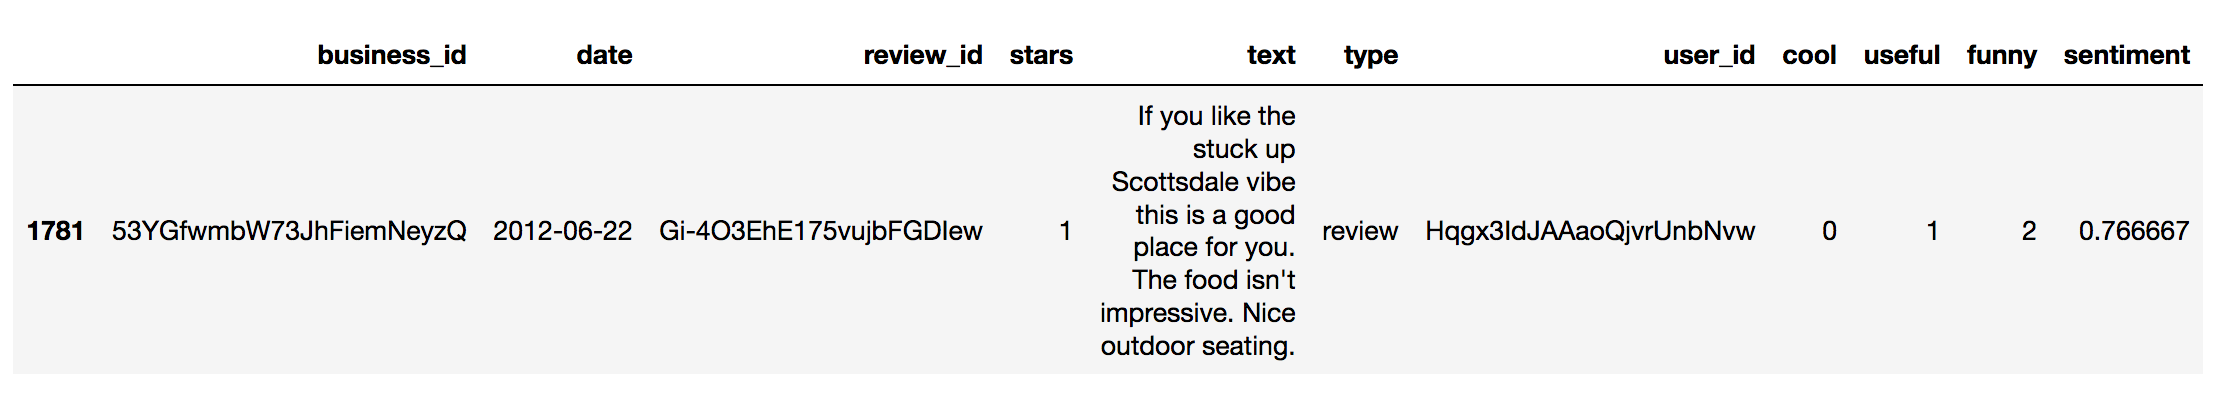 business_id date review_id stars text type user_id cool useful funny sentiment
If you like the
stuck up
Scottsdale vibe
this is a good
1781 53YGfwmbW73JhFiemNeyzQ 2012-06-22 Gi-4O3EhE175vujbFGDIew 1 place for you. review Hqgx3IdJAAaoQjvrUnbNvw 0 1 2 0.766667
The food isn't
impressive. Nice
outdoor seating.